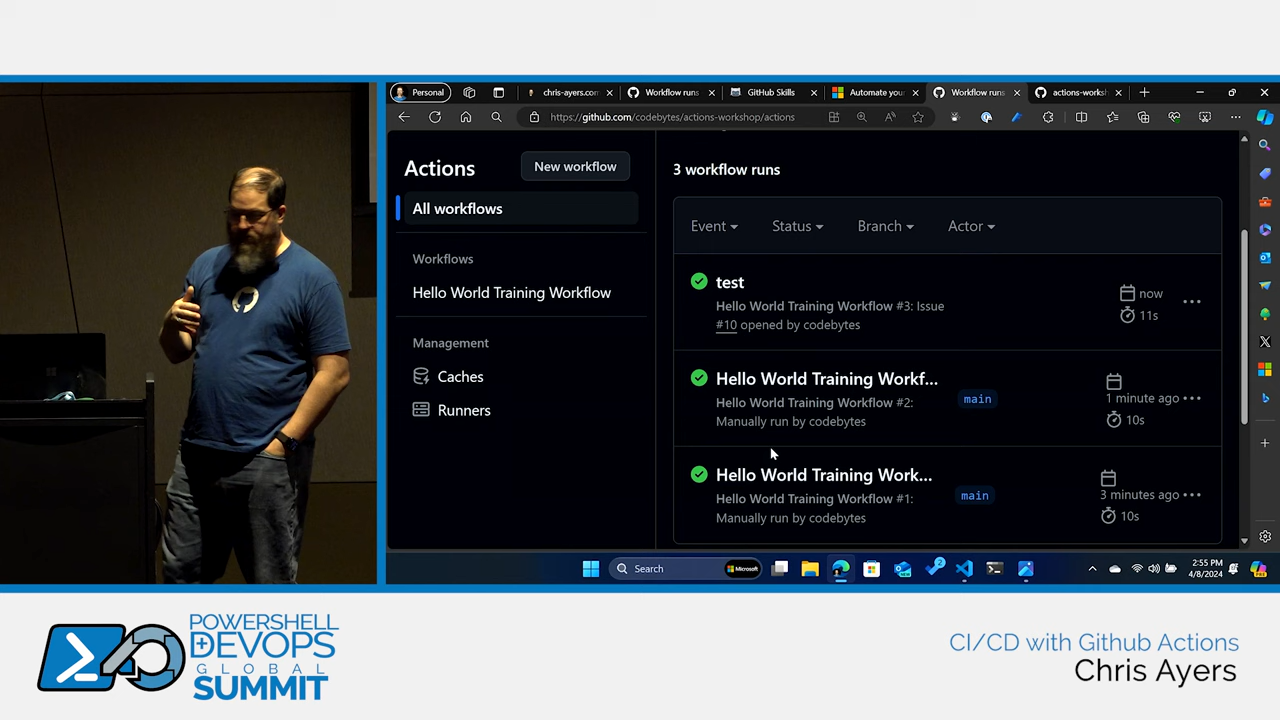 Personal
chris-ayers.com
Workflow runs
GitHub Skills
Automate your
Workflow runs
actions-worksh
https://github.com/codebytes/actions-workshop/actions
Actions
New workflow
All workflows
Workflows
Hello World Training Workflow
Management
Caches
Runners
3 workflow runs
Event
Status
Branch
Actor
test
Hello World Training Workflow #3: Issue
#10 opened by codebytes
now
11s
Hello World Training Workf...
Hello World Training Workflow #2:
Manually run by codebytes
main
1 minute ago
10s
Hello World Training Work...
Hello World Training Workflow #1:
Manually run by codebytes
main
3 minutes ago
10s
Search
Microsoft
2
2:55 PM
4/8/2024
POWERSHELL
DEVOPS
GLOBAL
SUMMIT
CI/CD with Github Actions
Chris Ayers